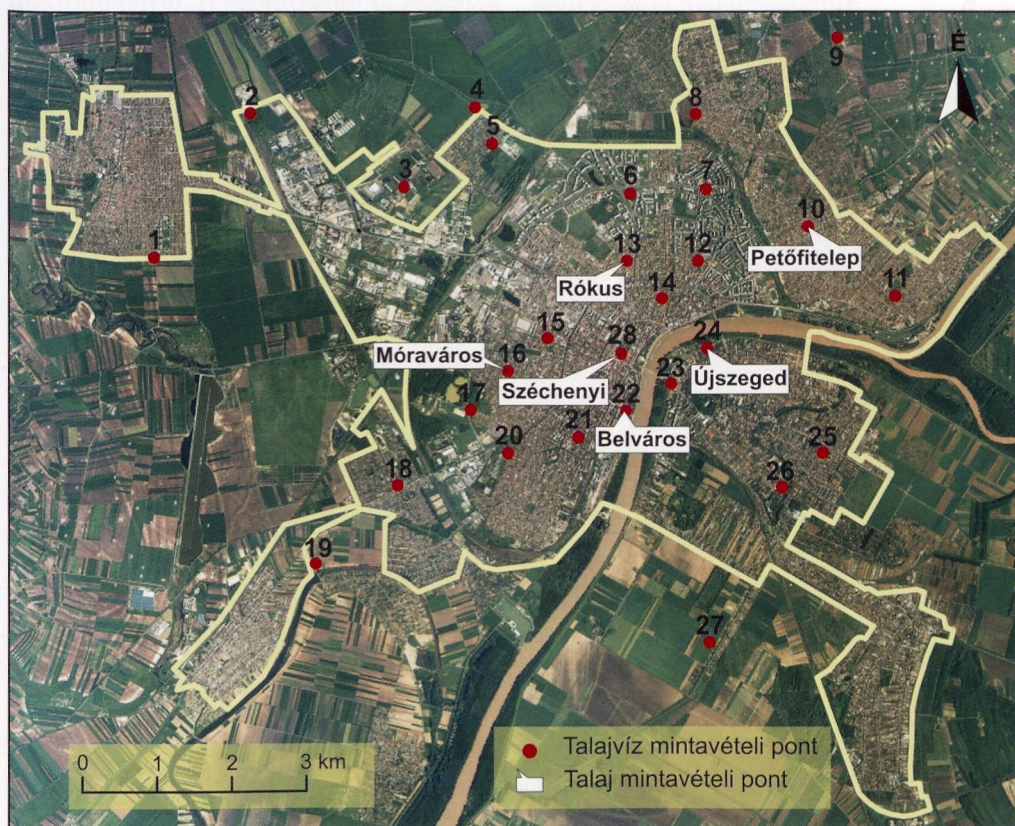 9
É
4
2
8
5
3
6
7
10
Petőfitelep
13
12
Rókus
14
11
15
28
24
Móraváros
16
Széchenyi
Újszeged
23
17
22
Belváros
21
20
25
18
26
19
1
27
0 1 2 3 km
Talajvíz mintavételi pont
Talaj mintavételi pont